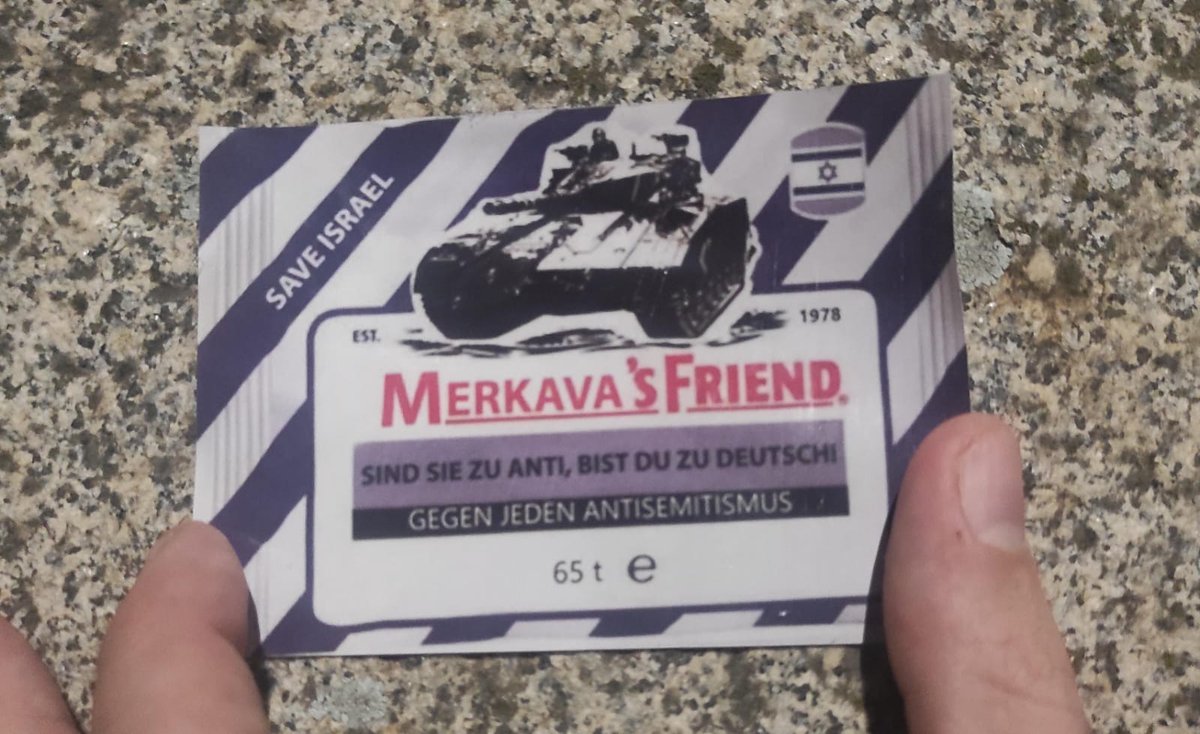 SAVE ISRAEL
EST. 1978
MERKAVA'S FRIEND®
SIND SIE ZU ANTI, BIST DU ZU DEUTSCH!
GEGEN JEDEN ANTISEMITISMUS
65 t e